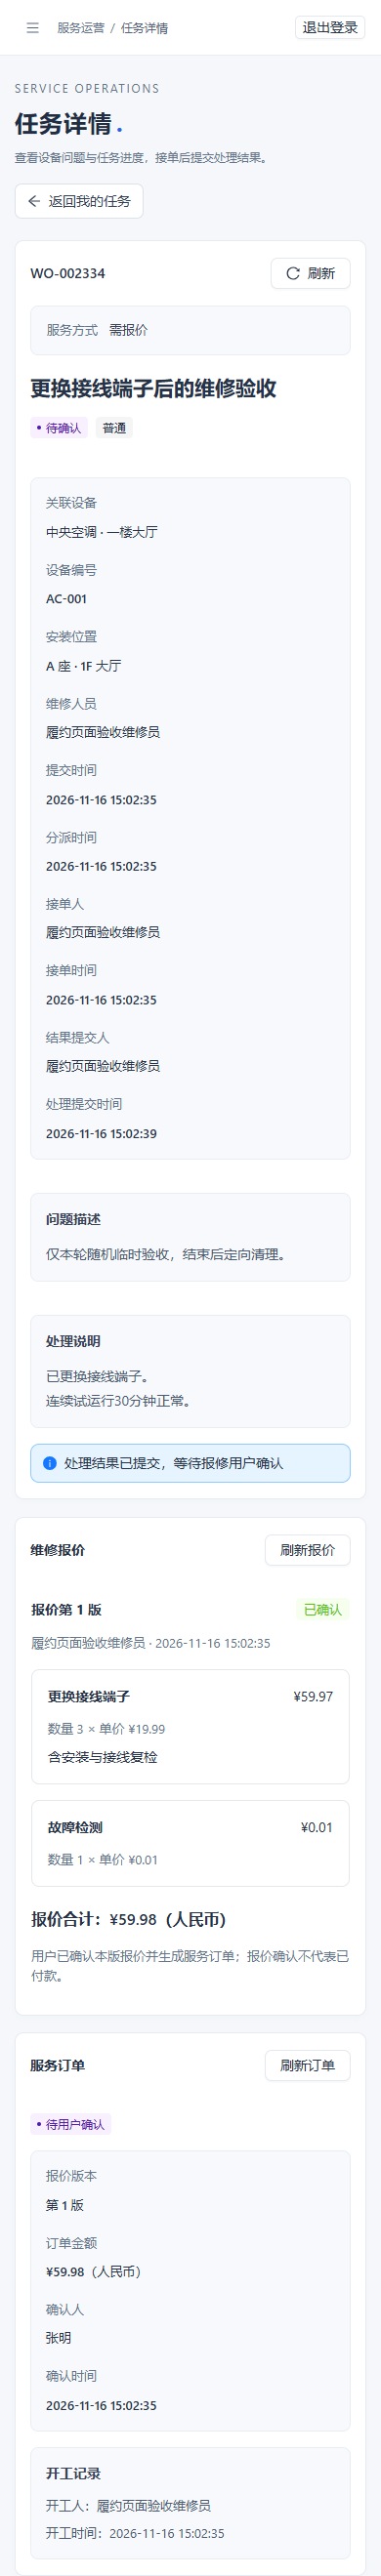 服务运营 / 任务详情
退出登录
SERVICE OPERATIONS
任务详情.
查看设备问题与任务进度，接单后提交处理结果。
返回我的任务
WO-002334
刷新
服务方式 需报价
更换接线端子后的维修验收
待确认 普通
关联设备
中央空调 · 一楼大厅
设备编号
AC-001
安装位置
A 座 · 1F 大厅
维修人员
履约页面验收维修员
提交时间
2026-11-16 15:02:35
分派时间
2026-11-16 15:02:35
接单人
履约页面验收维修员
接单时间
2026-11-16 15:02:35
结果提交人
履约页面验收维修员
处理提交时间
2026-11-16 15:02:39
问题描述
仅本轮随机临时验收，结束后定向清理。
处理说明
已更换接线端子。
连续试运行30分钟正常。
处理结果已提交，等待报修用户确认
维修报价
刷新报价
报价第 1 版
已确认
履约页面验收维修员 · 2026-11-16 15:02:35
更换接线端子
¥59.97
数量 3 × 单价 ¥19.99
含安装与接线复检
故障检测
¥0.01
数量 1 × 单价 ¥0.01
报价合计：¥59.98（人民币）
用户已确认本版报价并生成服务订单；报价确认不代表已
付款。
服务订单
刷新订单
待用户确认
报价版本
第 1 版
订单金额
¥59.98（人民币）
确认人
张明
确认时间
2026-11-16 15:02:35
开工记录
开工人：履约页面验收维修员
开工时间：2026-11-16 15:02:35